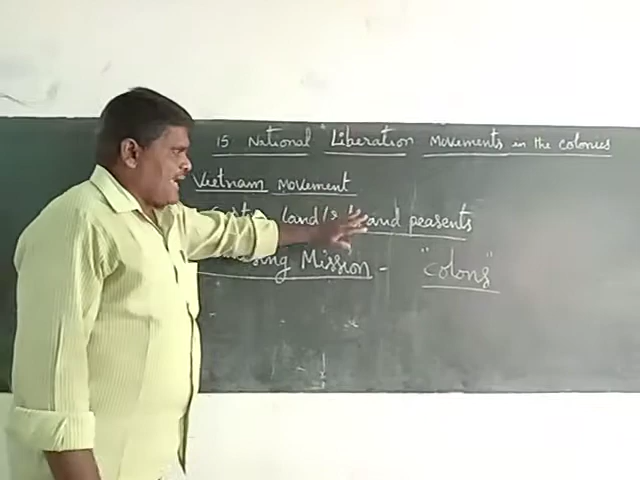 15 National Liberation Movements in the colonies
Vietnam Movement
land and peasents
Mission - "Colons"